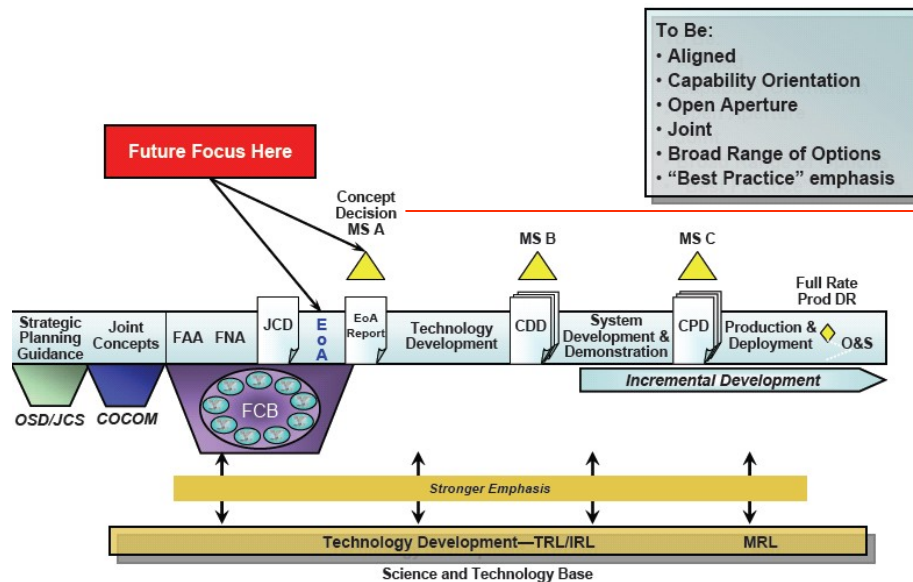 To Be:
• Aligned
• Capability Orientation
• Open Aperture
• Joint
• Broad Range of Options
• “Best Practice” emphasis
Future Focus Here
Concept
Decision
MS A
MS B
MS C
Full Rate
Prod DR
Strategic
Planning
Guidance
Joint
Concepts
FAA
FNA
JCD
E
o
A
EoA
Report
Technology
Development
CDD
System
Development &
Demonstration
CPD
Production &
Deployment
O&S
Incremental Development
OSD/JCS
COCOM
FCB
Stronger Emphasis
Technology Development—TRL/IRL
MRL
Science and Technology Base